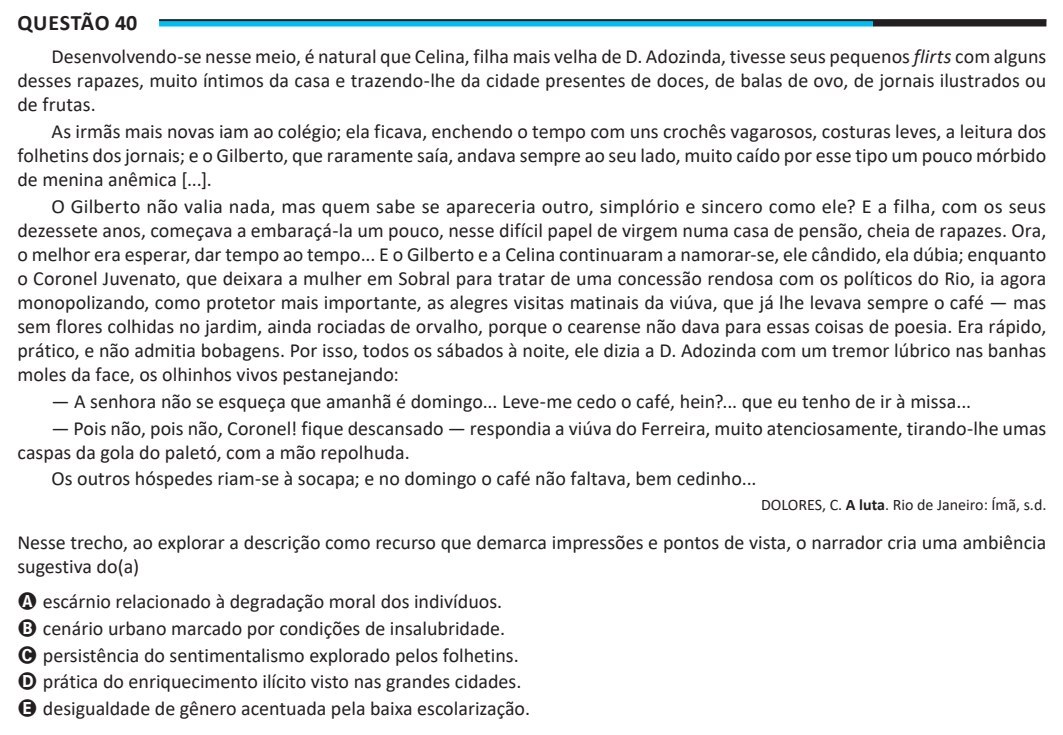 QUESTÃO 40
Desenvolvendo-se nesse meio, é natural que Celina, filha mais velha de D. Adozinda, tivesse seus pequenos flirts com alguns
desses rapazes, muito íntimos da casa e trazendo-lhe da cidade presentes de doces, de balas de ovo, de jornais ilustrados ou
de frutas.
As irmãs mais novas iam ao colégio; ela ficava, enchendo o tempo com uns crochês vagarosos, costuras leves, a leitura dos
folhetins dos jornais; e o Gilberto, que raramente saía, andava sempre ao seu lado, muito caído por esse tipo um pouco mórbido
de menina anêmica [...].
O Gilberto não valia nada, mas quem sabe se apareceria outro, simplório e sincero como ele? E a filha, com os seus
dezessete anos, começava a embaraçá-la um pouco, nesse difícil papel de virgem numa casa de pensão, cheia de rapazes. Ora,
o melhor era esperar, dar tempo ao tempo... E o Gilberto e a Celina continuaram a namorar-se, ele cândido, ela dúbia; enquanto
o Coronel Juvenato, que deixara a mulher em Sobral para tratar de uma concessão rendosa com os políticos do Rio, ia agora
monopolizando, como protetor mais importante, as alegres visitas matinais da viúva, que já lhe levava sempre o café — mas
sem flores colhidas no jardim, ainda rociadas de orvalho, porque o cearense não dava para essas coisas de poesia. Era rápido,
prático, e não admitia bobagens. Por isso, todos os sábados à noite, ele dizia a D. Adozinda com um tremor lúbrico nas banhas
moles da face, os olhinhos vivos pestanejando:
— A senhora não se esqueça que amanhã é domingo... Leve-me cedo o café, hein?... que eu tenho de ir à missa...
— Pois não, pois não, Coronel! fique descansado — respondia a viúva do Ferreira, muito atenciosamente, tirando-lhe umas
caspas da gola do paletó, com a mão repolhuda.
Os outros hóspedes riam-se à socapa; e no domingo o café não faltava, bem cedinho...
DOLORES, C. A luta. Rio de Janeiro: Ímã, s.d.
Nesse trecho, ao explorar a descrição como recurso que demarca impressões e pontos de vista, o narrador cria uma ambiência
sugestiva do(a)
A escárnio relacionado à degradação moral dos indivíduos.
B cenário urbano marcado por condições de insalubridade.
C persistência do sentimentalismo explorado pelos folhetins.
D prática do enriquecimento ilícito visto nas grandes cidades.
E desigualdade de gênero acentuada pela baixa escolarização.